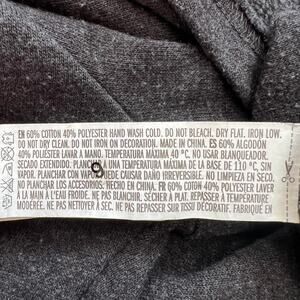 EN 60% COTTON 40% POLYESTER HAND WASH COLD. DO NOT BLEACH. DRY FLAT. IRON LOW.
DO NOT DRY CLEAN. DO NOT IRON ON DECORATION. MADE IN CHINA. ES 60% ALGODÓN
40% POLIÉSTER LAVAR A MANO. TEMPERATURA MÁXIMA 40 °C. NO USAR BLANQUEADOR.
SECADO EXTENDIDO. PLANCHAR A UNA TEMPERATURA MÁXIMA DE LA BASE DE 110 °C, SIN
VAPOR. PUEDE CAUSAR DAÑO IRREVERSIBLE. NO LIMPIEZA EN SECO.
NO PLANCHAR LOS ACCESORIOS. HECHO EN CHINA. FR 60% COTON 40% POLYESTER
LAVER À LA MAIN À L'EAU FROIDE. NE PAS BLANCHIR. SÉCHER À PLAT. REPASSER À TEMPÉRATURE
MODÉRÉE. NE PAS NETTOYER À SEC. NE PAS REPASSER SUR TISSU DÉCORATIF. FABRIQUÉ EN